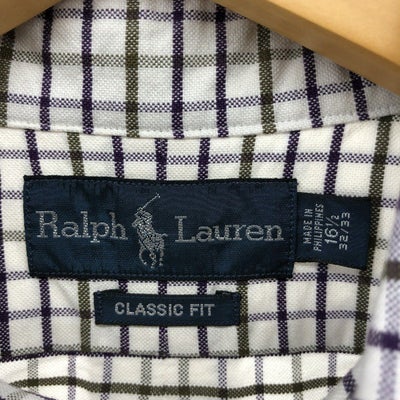 Ralph Lauren
MADE IN
PHILIPPINES
16½
32/33
CLASSIC FIT